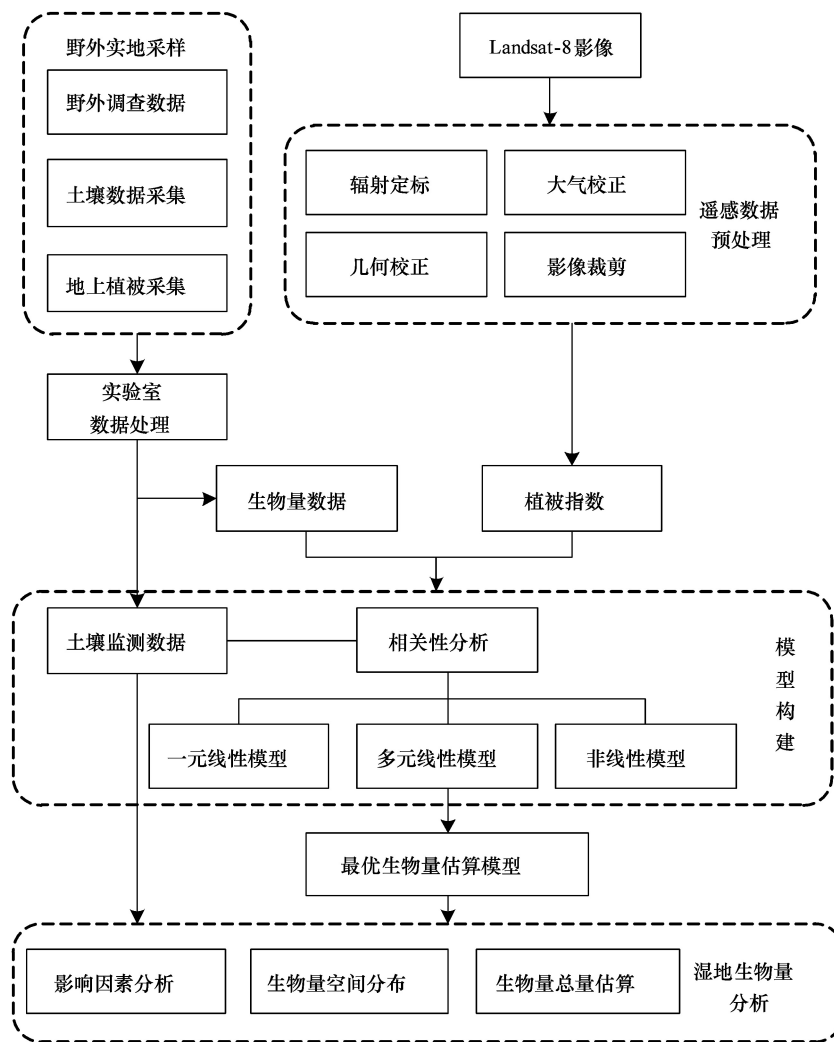 野外实地采样
野外调查数据
土壤数据采集
地上植被采集
Landsat-8影像
辐射定标
大气校正
几何校正
影像裁剪
遥感数据
预处理
实验室
数据处理
生物量数据
植被指数
土壤监测数据
相关性分析
一元线性模型
多元线性模型
非线性模型
模
型
构
建
最优生物量估算模型
影响因素分析
生物量空间分布
生物量总量估算
湿地生物量
分析